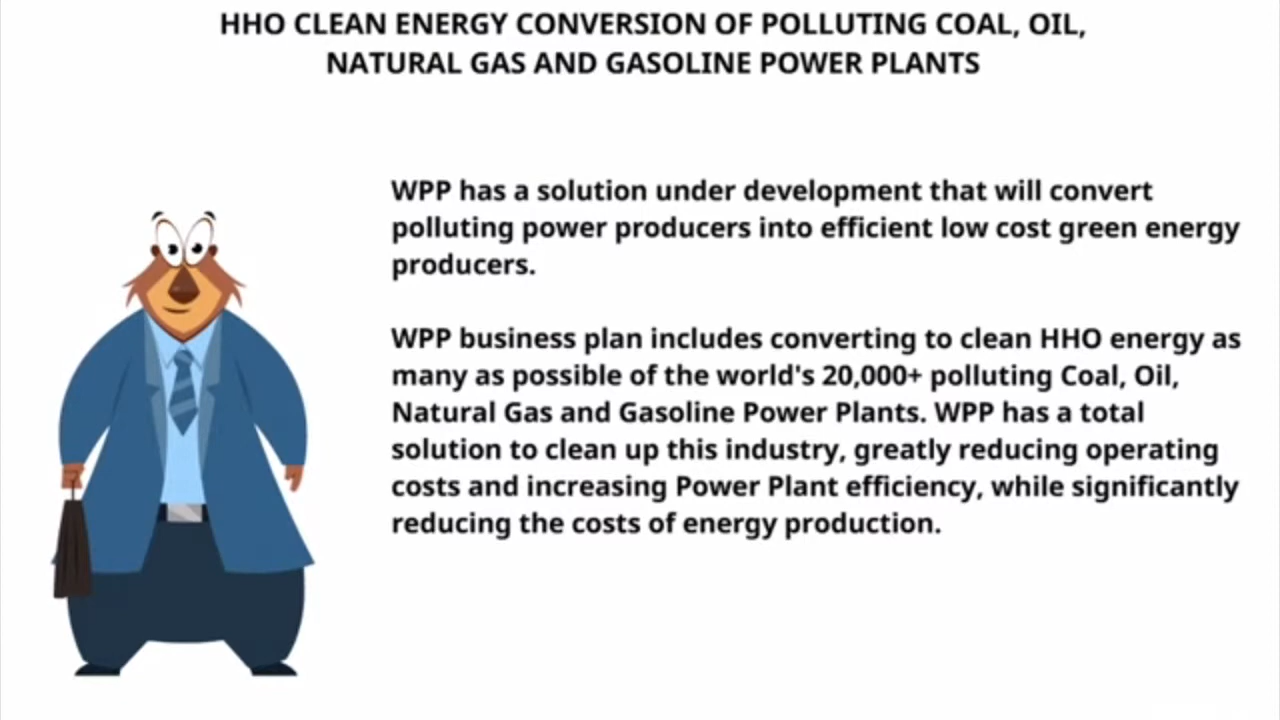 HHO CLEAN ENERGY CONVERSION OF POLLUTING COAL, OIL,
NATURAL GAS AND GASOLINE POWER PLANTS
WPP has a solution under development that will convert
polluting power producers into efficient low cost green energy
producers.
WPP business plan includes converting to clean HHO energy as
many as possible of the world's 20,000+ polluting Coal, Oil,
Natural Gas and Gasoline Power Plants. WPP has a total
solution to clean up this industry, greatly reducing operating
costs and increasing Power Plant efficiency, while significantly
reducing the costs of energy production.